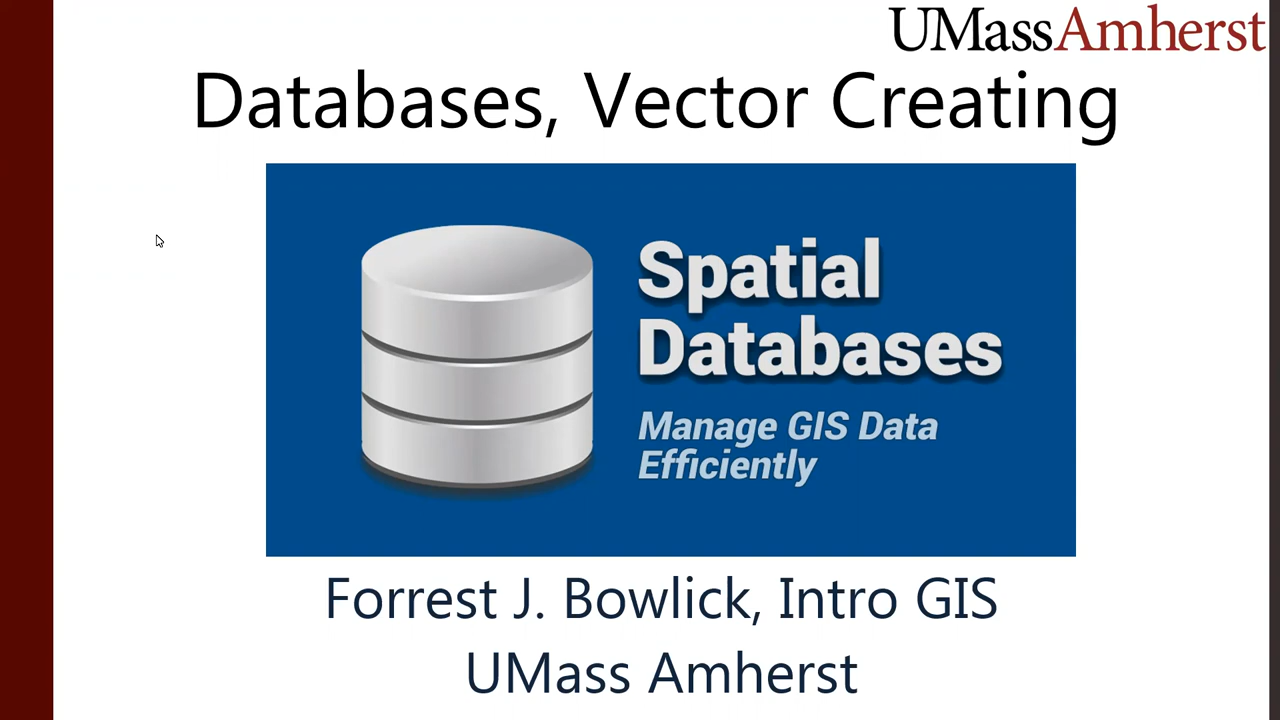 UMassAmherst
Databases, Vector Creating
Spatial
Databases
Manage GIS Data
Efficiently
Forrest J. Bowlick, Intro GIS
UMass Amherst